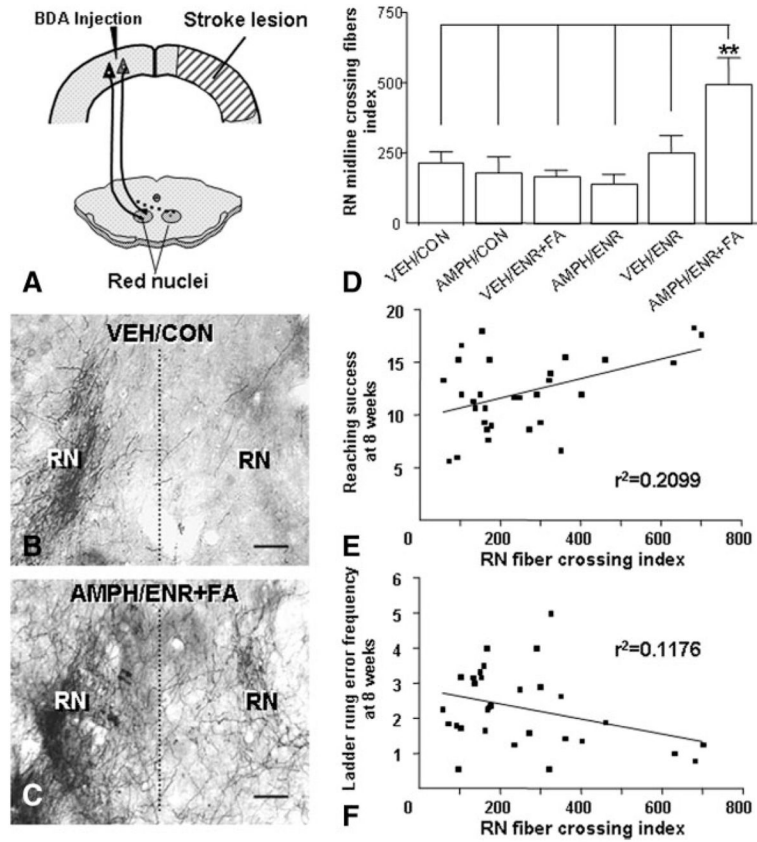 BDA Injection
Stroke lesion
Red nuclei
A
VEH/CON
RN
RN
B
AMPH/ENR+FA
RN
RN
C
RN midline crossing fibers
index
750
500
250
0
**
VEH/CON
AMPH/CON
VEH/ENR+FA
AMPH/ENR
VEH/ENR
AMPH/ENR+FA
D
Reaching success
at 8 weeks
20
15
10
5
r²=0.2099
0
200
400
600
800
RN fiber crossing index
E
Ladder rung error frequency
at 8 weeks
6
5
4
3
2
1
r²=0.1176
0
200
400
600
800
RN fiber crossing index
F